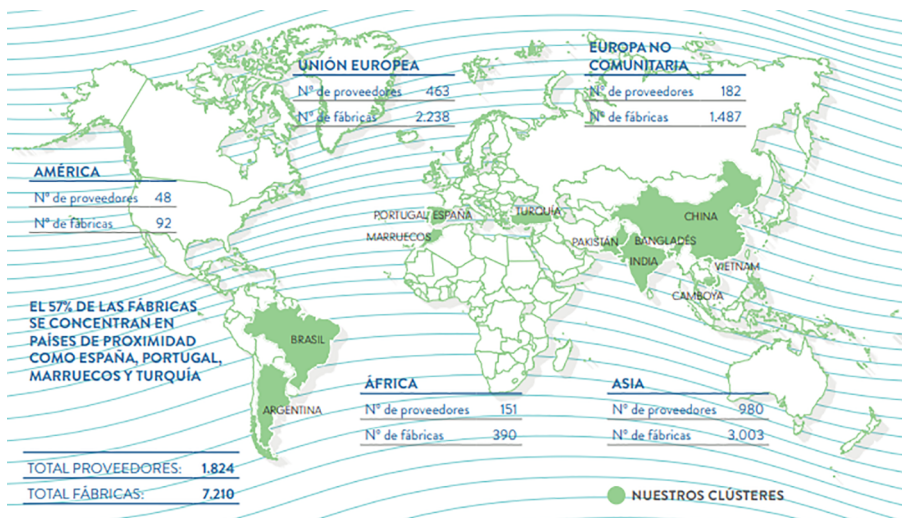 UNIÓN EUROPEA
Nº de proveedores 463
Nº de fábricas 2.238
EUROPA NO
COMUNITARIA
Nº de proveedores 182
Nº de fábricas 1.487
AMÉRICA
Nº de proveedores 48
Nº de fábricas 92
PORTUGAL ESPAÑA
TURQUÍA
MARRUECOS
CHINA
PAKISTÁN
BANGLADÉS
INDIA
VIETNAM
CAMBOYA
EL 57% DE LAS FÁBRICAS
SE CONCENTRAN EN
PAÍSES DE PROXIMIDAD
COMO ESPAÑA, PORTUGAL,
MARRUECOS Y TURQUÍA
BRASIL
ARGENTINA
ÁFRICA
Nº de proveedores 151
Nº de fábricas 390
ASIA
Nº de proveedores 980
Nº de fábricas 3.003
TOTAL PROVEEDORES: 1.824
TOTAL FÁBRICAS: 7,210
NUESTROS CLÚSTERES